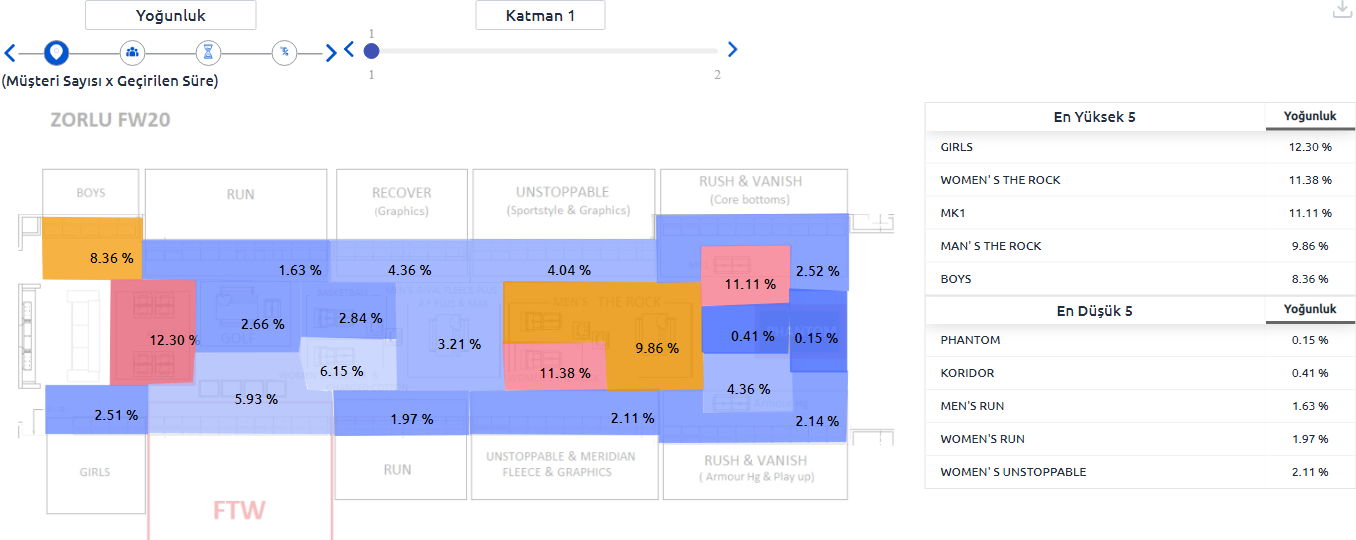 Yoğunluk
Katman 1
1
1
2
(Müşteri Sayısı x Geçirilen Süre)
ZORLU FW20
BOYS
RUN
RECOVER
(Graphics)
UNSTOPPABLE
(Sportstyle & Graphics)
RUSH & VANISH
(Core bottoms)
8.36 %
1.63 %
4.36 %
4.04 %
2.52 %
11.11 %
MEN'S THE ROCK
12.30 %
2.66 %
GOLF
2.84 %
3.21 %
9.86 %
0.41 %
0.15 %
PHANTOM
6.15 %
11.38 %
4.36 %
5.93 %
Armour Hg
2.51 %
1.97 %
2.11 %
2.14 %
GIRLS
FTW
RUN
UNSTOPPABLE & MERIDIAN
FLEECE & GRAPHICS
RUSH & VANISH
( Armour Hg & Play up)
En Yüksek 5 Yoğunluk
GIRLS 12.30 %
WOMEN' S THE ROCK 11.38 %
MK1 11.11 %
MAN' S THE ROCK 9.86 %
BOYS 8.36 %
En Düşük 5 Yoğunluk
PHANTOM 0.15 %
KORIDOR 0.41 %
MEN'S RUN 1.63 %
WOMEN'S RUN 1.97 %
WOMEN' S UNSTOPPABLE 2.11 %